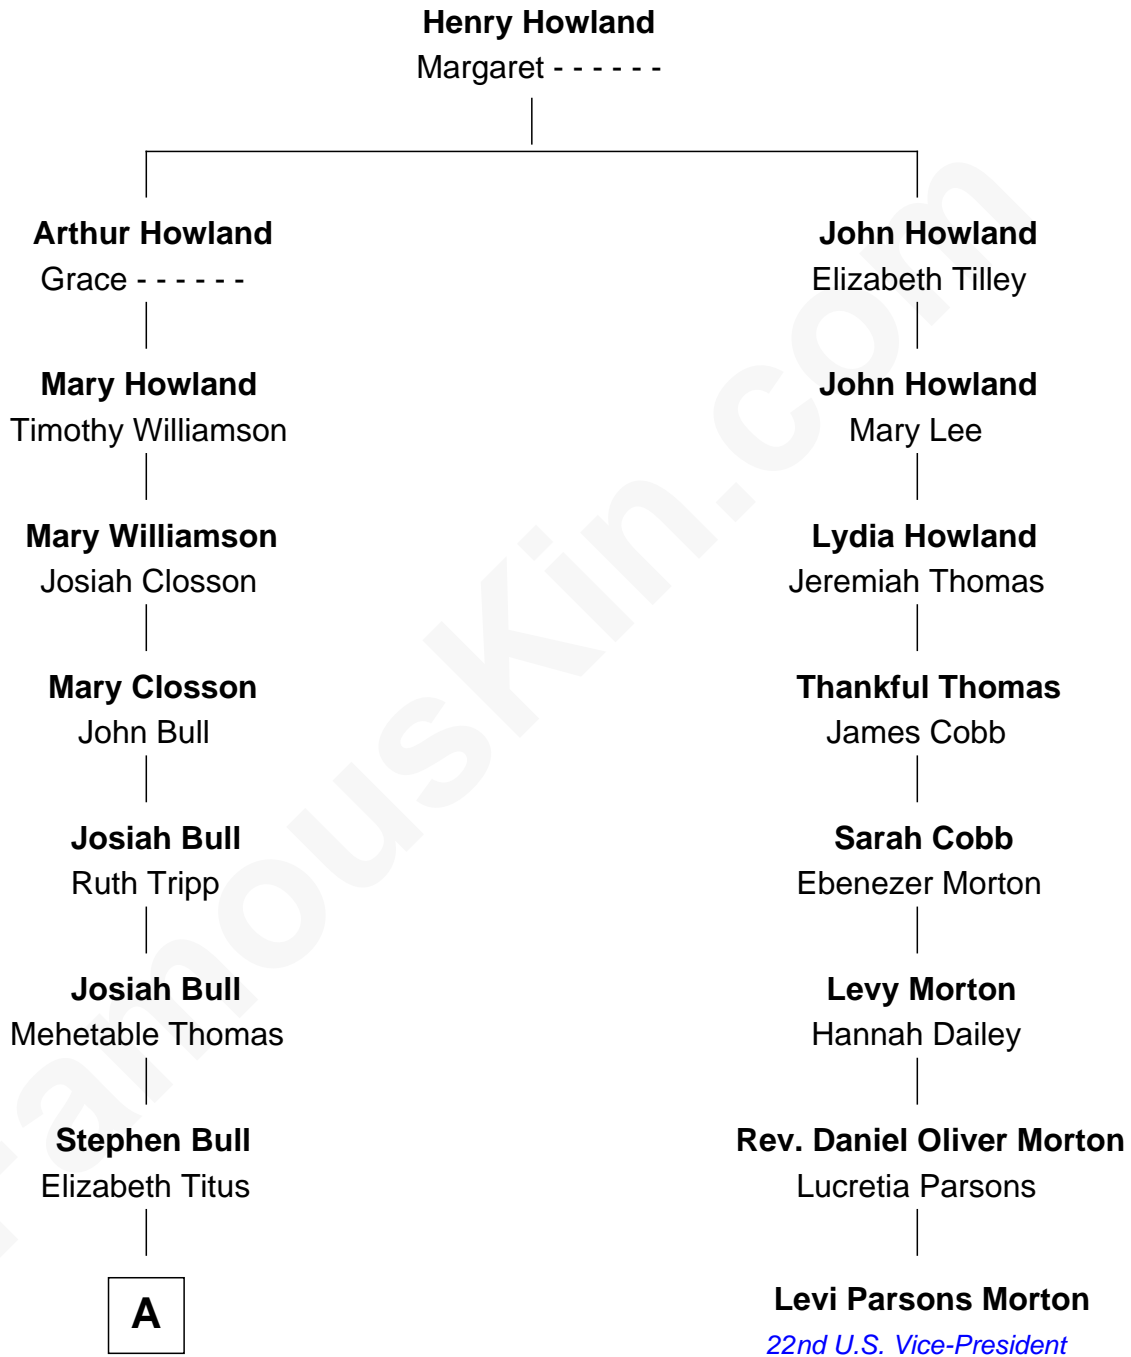 Henry Howland
Margaret - - - - - -
Arthur Howland
Grace - - - - - -
John Howland
Elizabeth Tilley
Mary Howland
Timothy Williamson
John Howland
Mary Lee
Mary Williamson
Josiah Closson
Lydia Howland
Jeremiah Thomas
Mary Closson
John Bull
Thankful Thomas
James Cobb
Josiah Bull
Ruth Tripp
Sarah Cobb
Ebenezer Morton
Josiah Bull
Mehetable Thomas
Levy Morton
Hannah Dailey
Stephen Bull
Elizabeth Titus
Rev. Daniel Oliver Morton
Lucretia Parsons
A
Levi Parsons Morton
22nd U.S. Vice-President
FamousKin.com